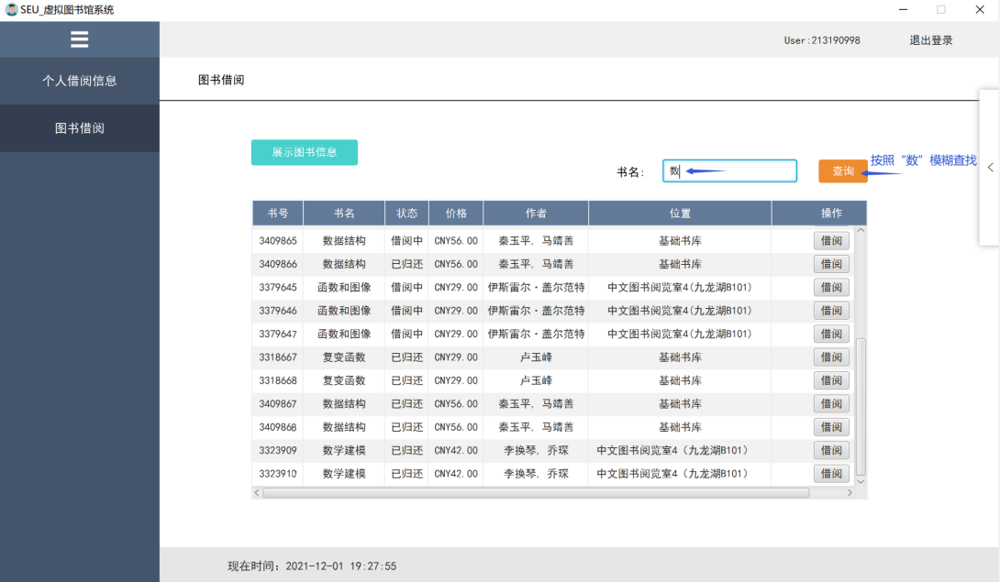 SEU_虚拟图书馆系统
User:213190998 退出登录
个人借阅信息
图书借阅
图书借阅
展示图书信息
书名: 数 查询 按照“数”模糊查找
书号 书名 状态 价格 作者 位置 操作
3409865 数据结构 借阅中 CNY56.00 秦玉平, 马靖善 基础书库 借阅
3409866 数据结构 已归还 CNY56.00 秦玉平, 马靖善 基础书库 借阅
3379645 函数和图像 借阅中 CNY29.00 伊斯雷尔·盖尔范特 中文图书阅览室4(九龙湖B101) 借阅
3379646 函数和图像 借阅中 CNY29.00 伊斯雷尔·盖尔范特 中文图书阅览室4(九龙湖B101) 借阅
3379647 函数和图像 借阅中 CNY29.00 伊斯雷尔·盖尔范特 中文图书阅览室4(九龙湖B101) 借阅
3318667 复变函数 已归还 CNY29.00 卢玉峰 基础书库 借阅
3318668 复变函数 已归还 CNY29.00 卢玉峰 基础书库 借阅
3409867 数据结构 已归还 CNY56.00 秦玉平, 马靖善 基础书库 借阅
3409868 数据结构 已归还 CNY56.00 秦玉平, 马靖善 基础书库 借阅
3323909 数学建模 已归还 CNY42.00 李换琴, 乔琛 中文图书阅览室4（九龙湖B101） 借阅
3323910 数学建模 已归还 CNY42.00 李换琴, 乔琛 中文图书阅览室4（九龙湖B101） 借阅
现在时间: 2021-12-01 19:27:55